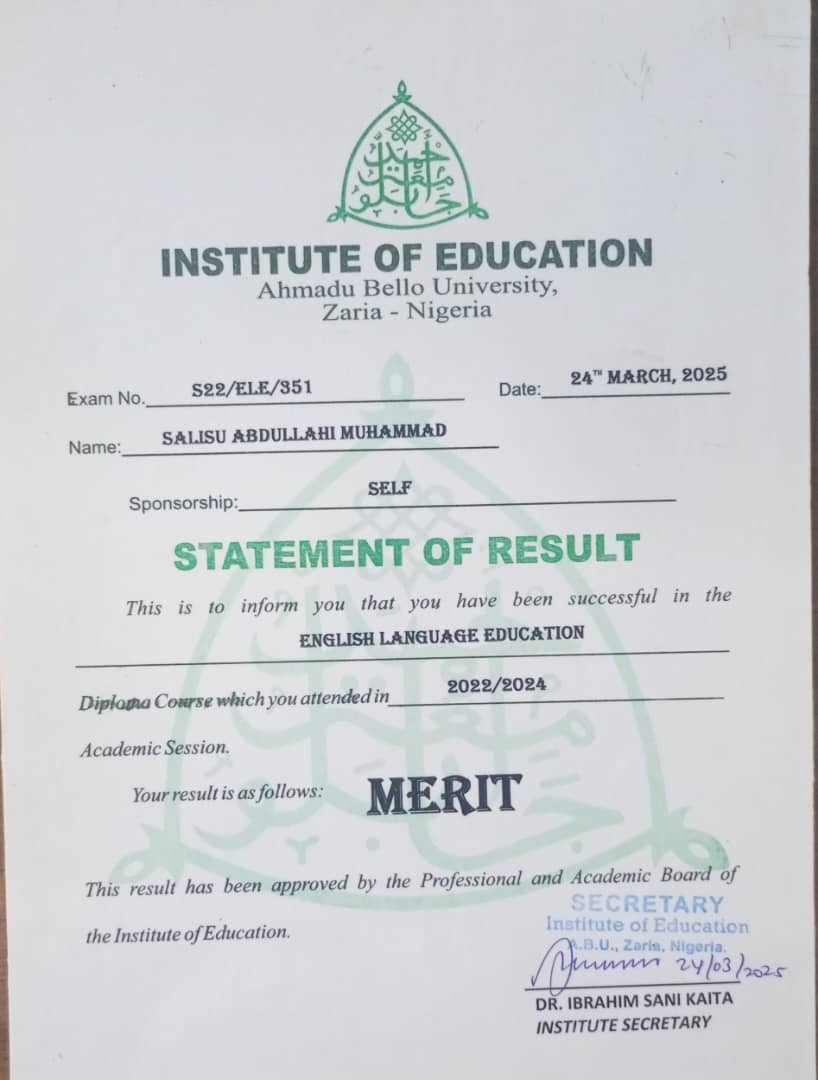 INSTITUTE OF EDUCATION
Ahmadu Bello University,
Zaria - Nigeria
Exam No. S22/ELE/351 Date: 24TH MARCH, 2025
Name: SALISU ABDULLAHI MUHAMMAD
Sponsorship: SELF
STATEMENT OF RESULT
This is to inform you that you have been successful in the
ENGLISH LANGUAGE EDUCATION
Diploma Course which you attended in 2022/2024
Academic Session.
Your result is as follows: MERIT
This result has been approved by the Professional and Academic Board of
the Institute of Education.
SECRETARY
Institute of Education
A.B.U., Zaria, Nigeria.
24/03/2025
DR. IBRAHIM SANI KAITA
INSTITUTE SECRETARY